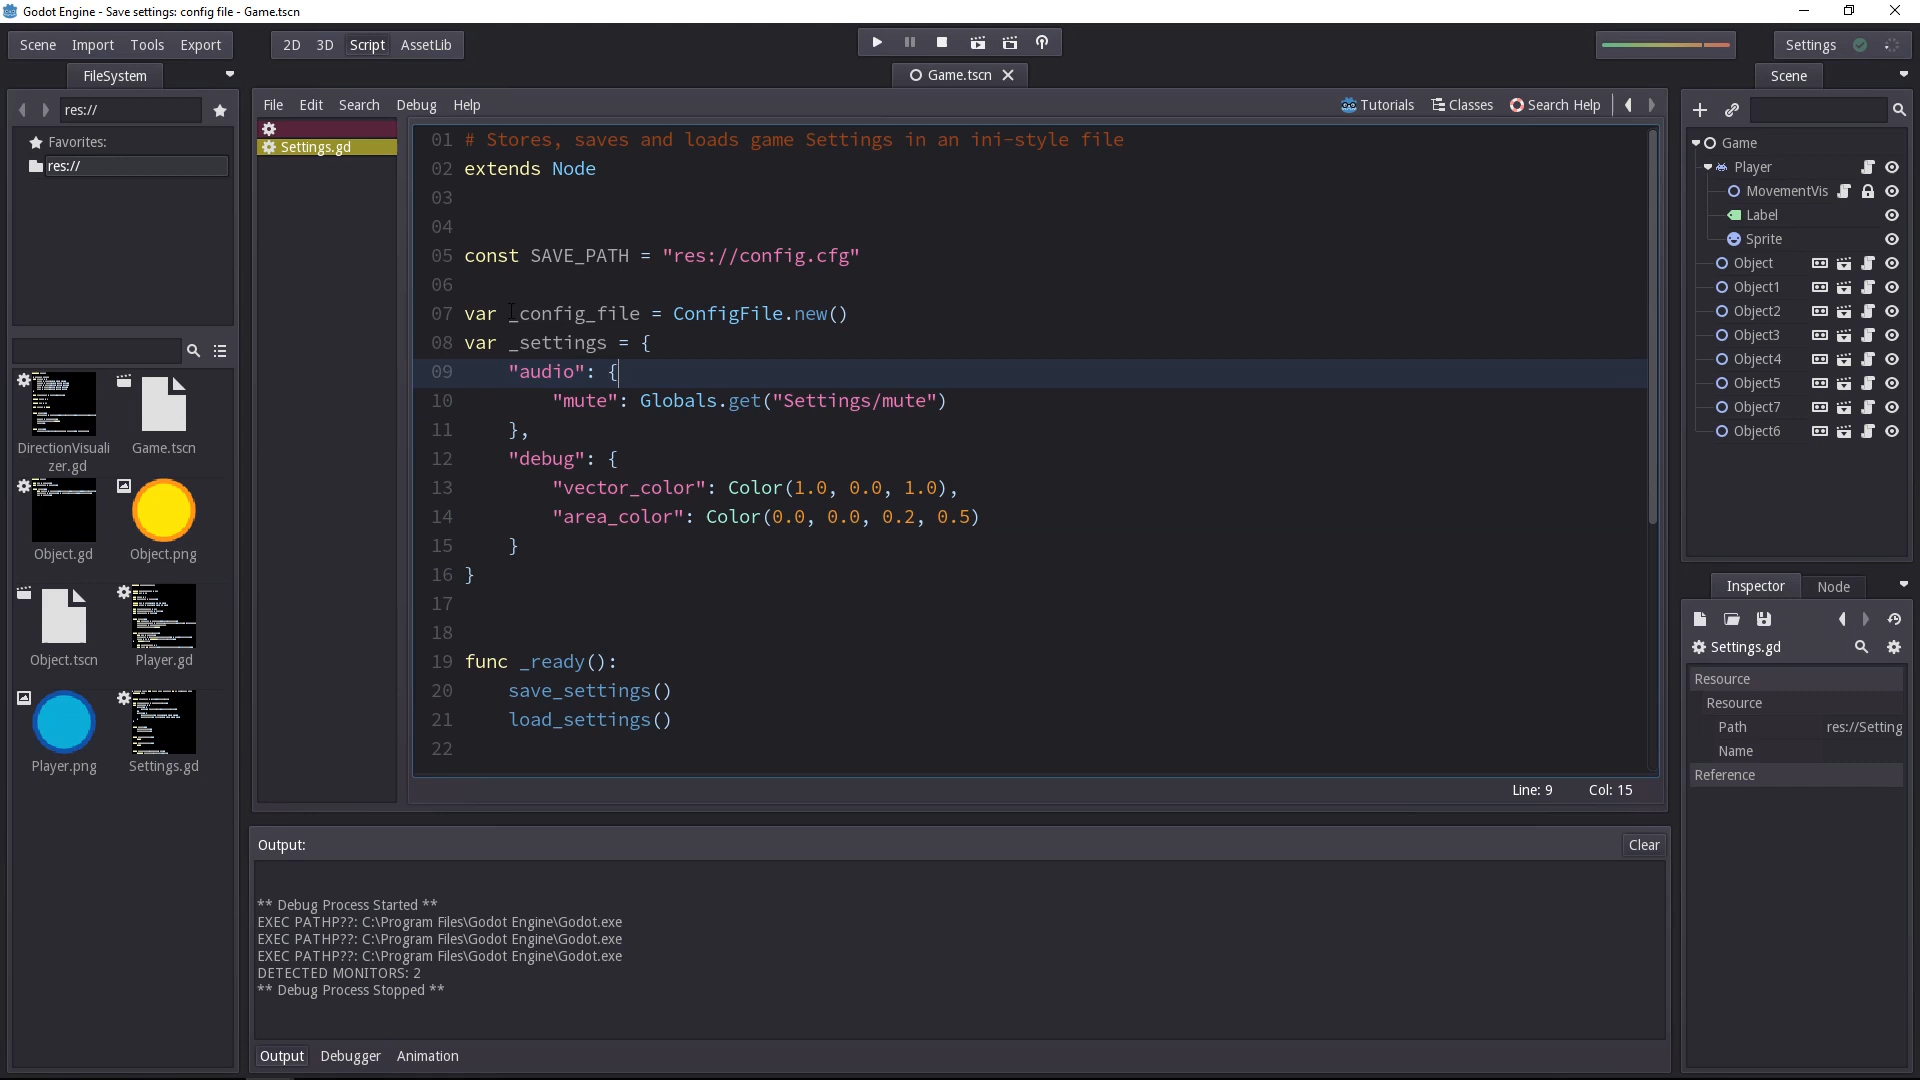 Godot Engine - Save settings: config file - Game.tscn
Scene Import Tools Export
2D 3D Script AssetLib
Settings
FileSystem
Game.tscn
Scene
res://
Favorites:
res://
File Edit Search Debug Help
Tutorials Classes Search Help
Settings.gd
01 # Stores, saves and loads game Settings in an ini-style file
02 extends Node
03
04
05 const SAVE_PATH = "res://config.cfg"
06
07 var _config_file = ConfigFile.new()
08 var _settings = {
09 "audio": {
10 "mute": Globals.get("Settings/mute")
11 },
12 "debug": {
13 "vector_color": Color(1.0, 0.0, 1.0),
14 "area_color": Color(0.0, 0.0, 0.2, 0.5)
15 }
16 }
17
18
19 func _ready():
20 save_settings()
21 load_settings()
22
Line: 9 Col: 15
DirectionVisuali
zer.gd
Game.tscn
Object.gd
Object.png
Object.tscn
Player.gd
Player.png
Settings.gd
Game
Player
MovementVis
Label
Sprite
Object
Object1
Object2
Object3
Object4
Object5
Object7
Object6
Inspector Node
Settings.gd
Resource
Resource
Path res://Setting
Name
Reference
Output:
Clear
** Debug Process Started **
EXEC PATHP??: C:\Program Files\Godot Engine\Godot.exe
EXEC PATHP??: C:\Program Files\Godot Engine\Godot.exe
EXEC PATHP??: C:\Program Files\Godot Engine\Godot.exe
DETECTED MONITORS: 2
** Debug Process Stopped **
Output Debugger Animation